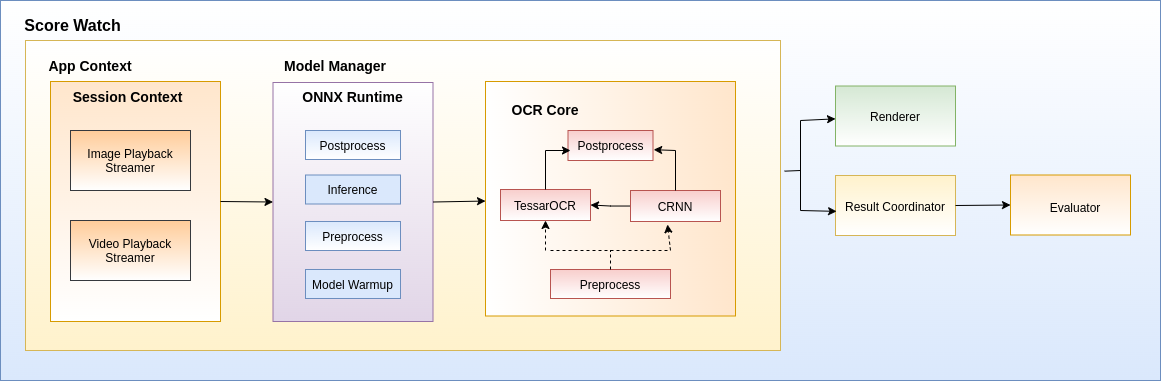 Score Watch
App Context
Session Context
Image Playback
Streamer
Video Playback
Streamer
Model Manager
ONNX Runtime
Postprocess
Inference
Preprocess
Model Warmup
OCR Core
Postprocess
TessarOCR
CRNN
Preprocess
Renderer
Result Coordinator
Evaluator